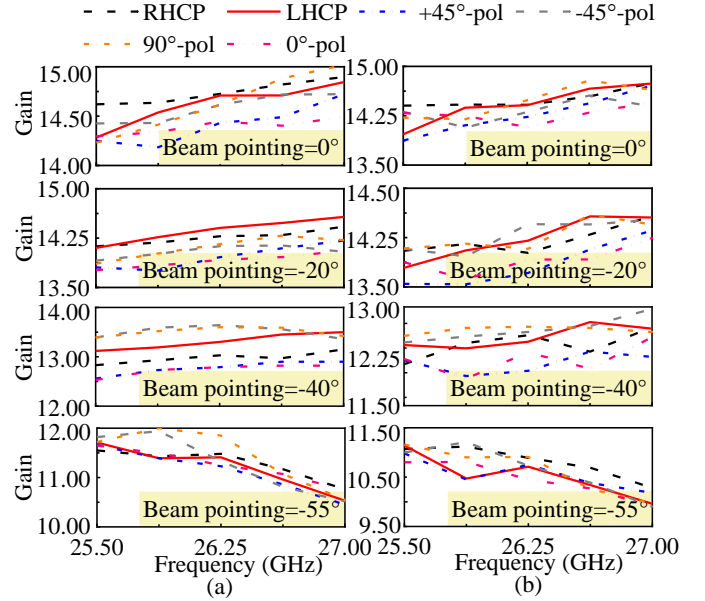 RHCP LHCP +45°-pol -45°-pol
90°-pol 0°-pol
15.00
14.50
14.00
Gain
Beam pointing=0°
15.00
14.25
13.50
Beam pointing=0°
15.00
14.25
13.50
Gain
Beam pointing=-20°
14.50
14.25
13.50
Beam pointing=-20°
14.00
13.00
12.00
Gain
Beam pointing=-40°
13.00
12.25
11.50
Beam pointing=-40°
12.00
11.00
10.00
Gain
Beam pointing=-55°
11.50
10.50
9.50
Beam pointing=-55°
25.50 26.25 27.00
25.50 26.25 27.00
Frequency (GHz) Frequency (GHz)
(a) (b)